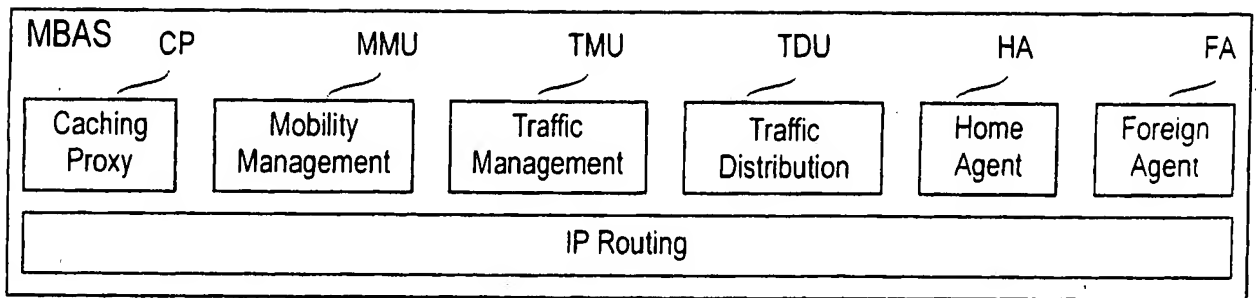 MBAS CP MMU TMU TDU HA FA
Caching Proxy
Mobility Management
Traffic Management
Traffic Distribution
Home Agent
Foreign Agent
IP Routing